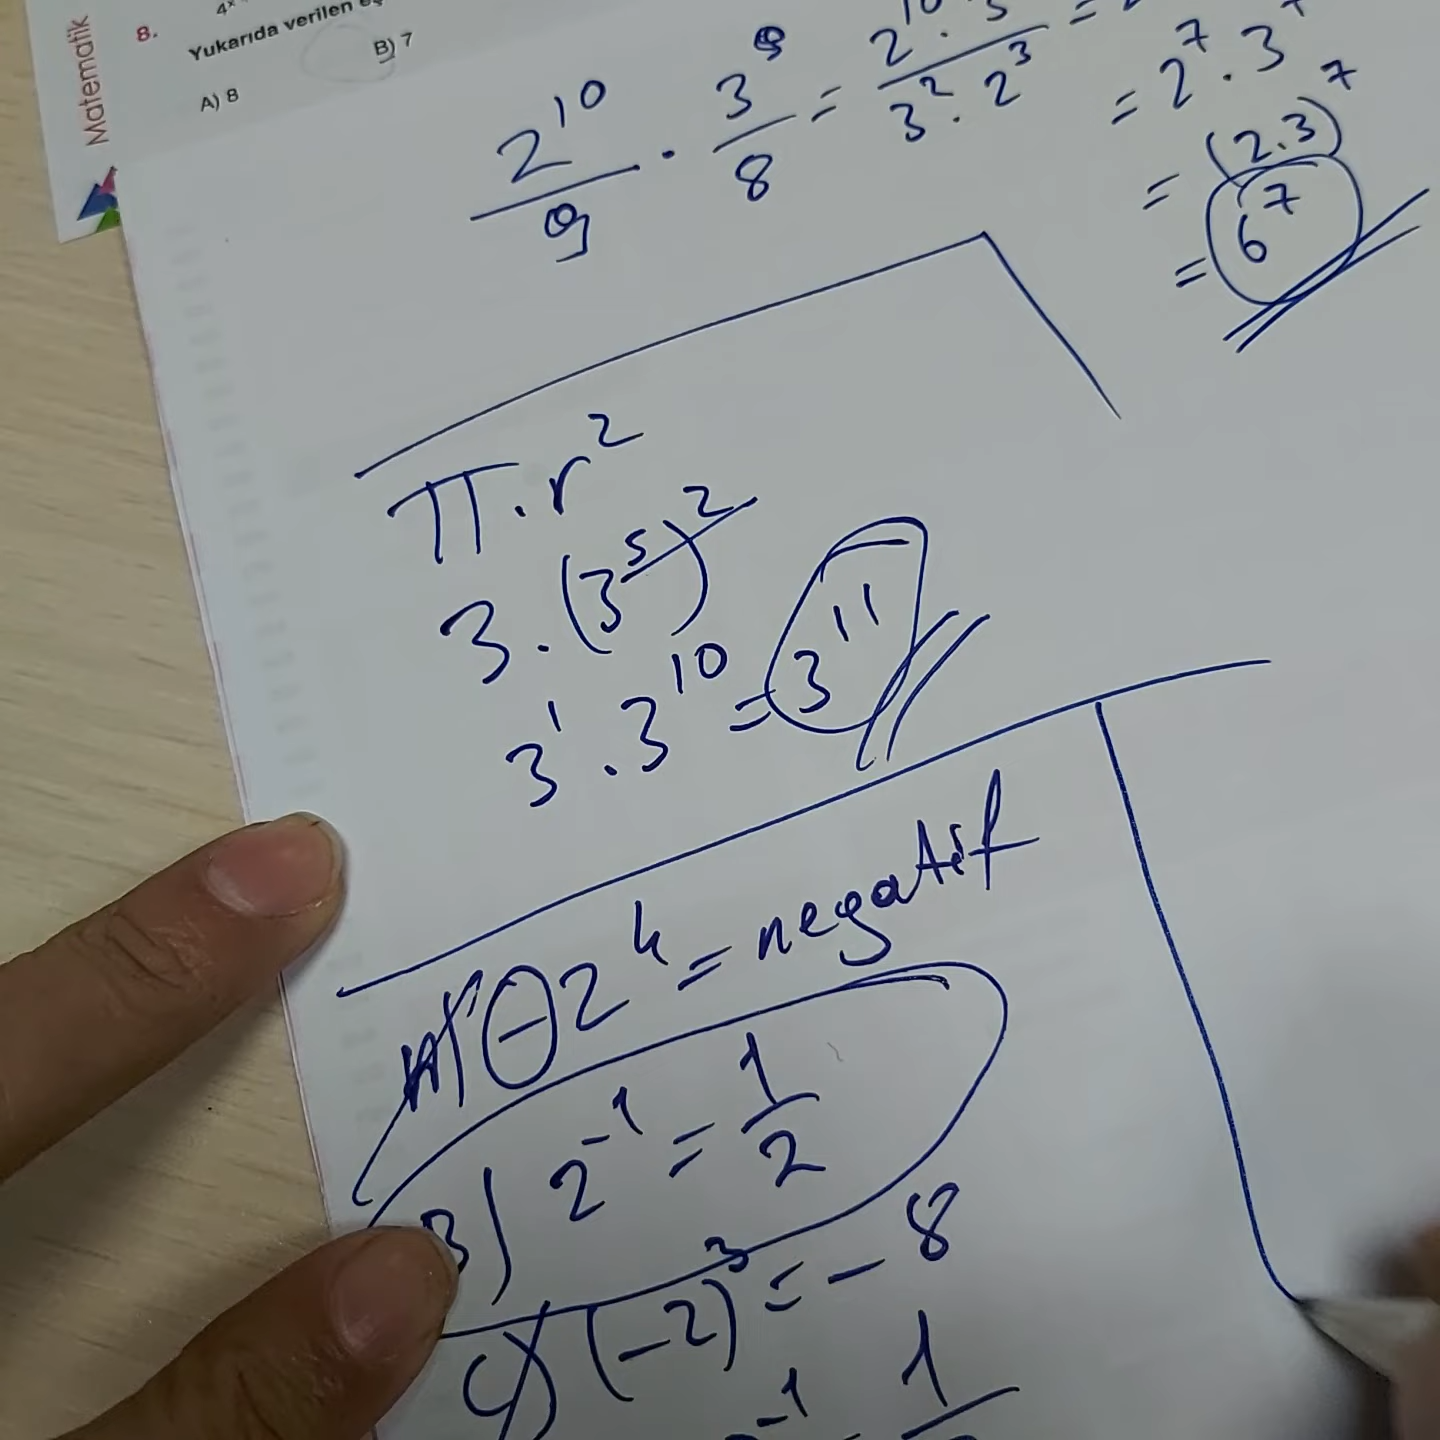 Matematik
8.
Yukarıda verilen
A) 8
B) 7
2^10/9 · 3^9/8 = 2^10 · 3 / 3^2 · 2^3 =
= 2^7 · 3^7
= (2.3)^7
= 6^7
π.r^2
3.(3^5)^2
3^1.3^10 = 3^11
A) -2^4 = negatif
B) 2^-1 = 1/2
C) (-2)^3 = -8
-1 = 1